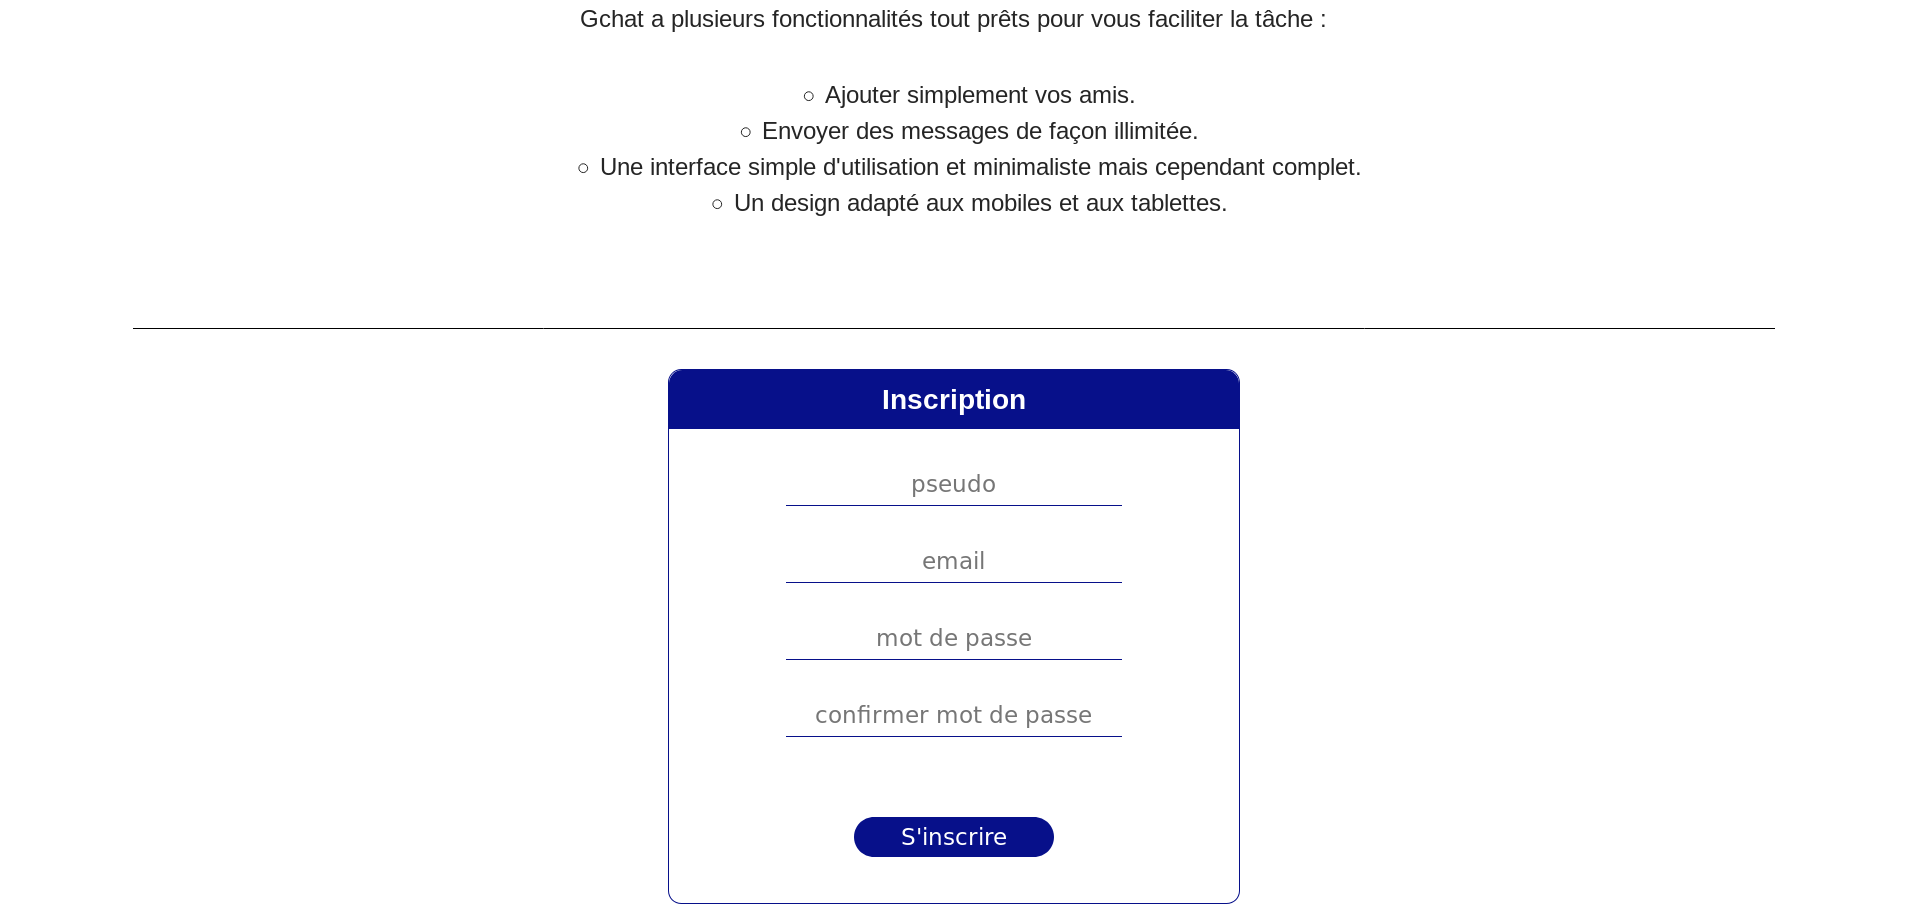 Gchat a plusieurs fonctionnalités tout prêts pour vous faciliter la tâche :
Ajouter simplement vos amis.
Envoyer des messages de façon illimitée.
Une interface simple d'utilisation et minimaliste mais cependant complet.
Un design adapté aux mobiles et aux tablettes.
Inscription
pseudo
email
mot de passe
confirmer mot de passe
S'inscrire